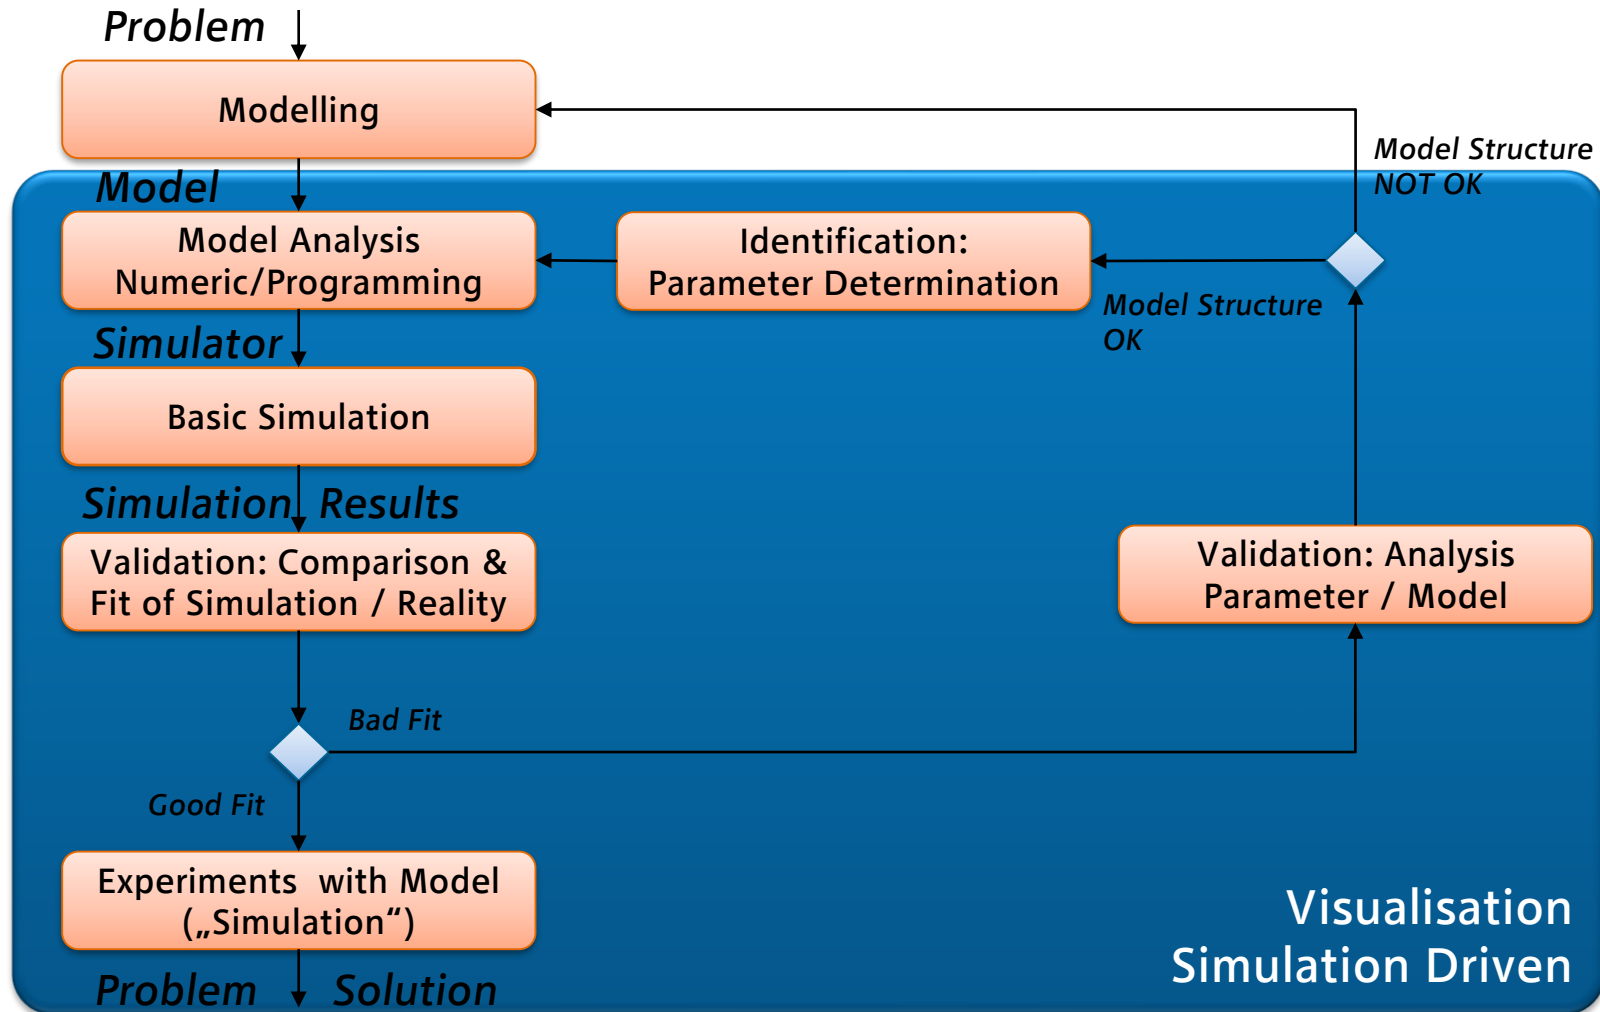 Problem
Modelling
Model Structure
NOT OK
Model
Model Analysis
Numeric/Programming
Identification:
Parameter Determination
Model Structure
OK
Simulator
Basic Simulation
Simulation Results
Validation: Comparison &
Fit of Simulation / Reality
Validation: Analysis
Parameter / Model
Bad Fit
Good Fit
Experiments with Model
(„Simulation“)
Visualisation
Simulation Driven
Problem Solution